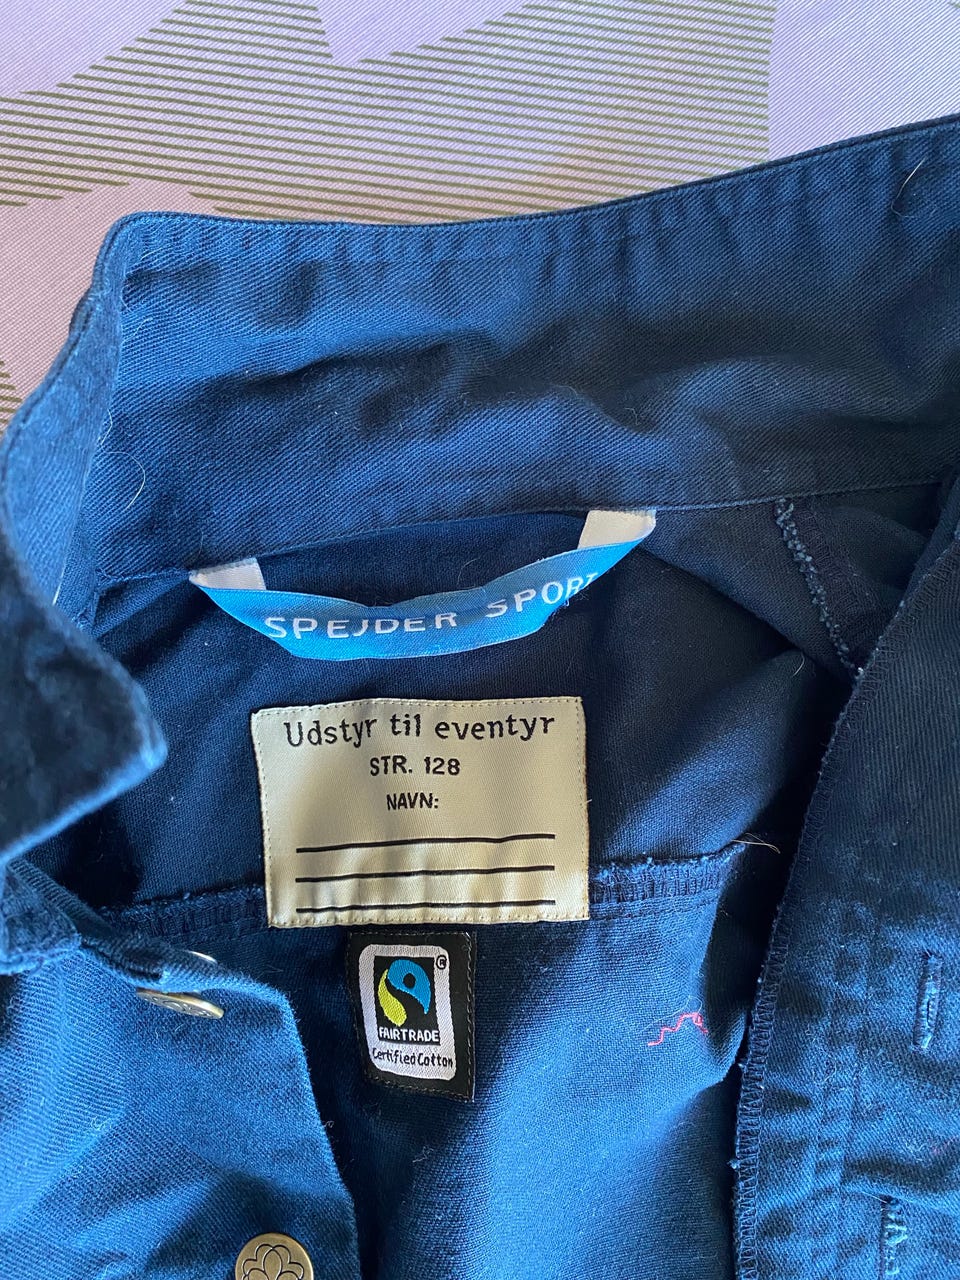 SPEJDER SPORT
Udstyr til eventyr
STR. 128
NAVN:
®
FAIRTRADE
Certified Cotton